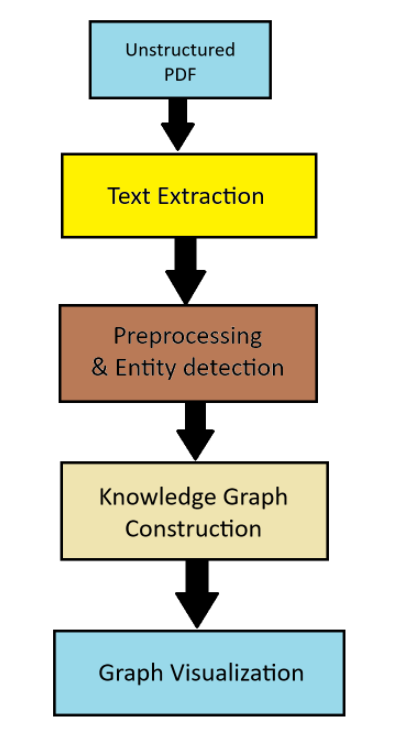 Unstructured
PDF
Text Extraction
Preprocessing
& Entity detection
Knowledge Graph
Construction
Graph Visualization